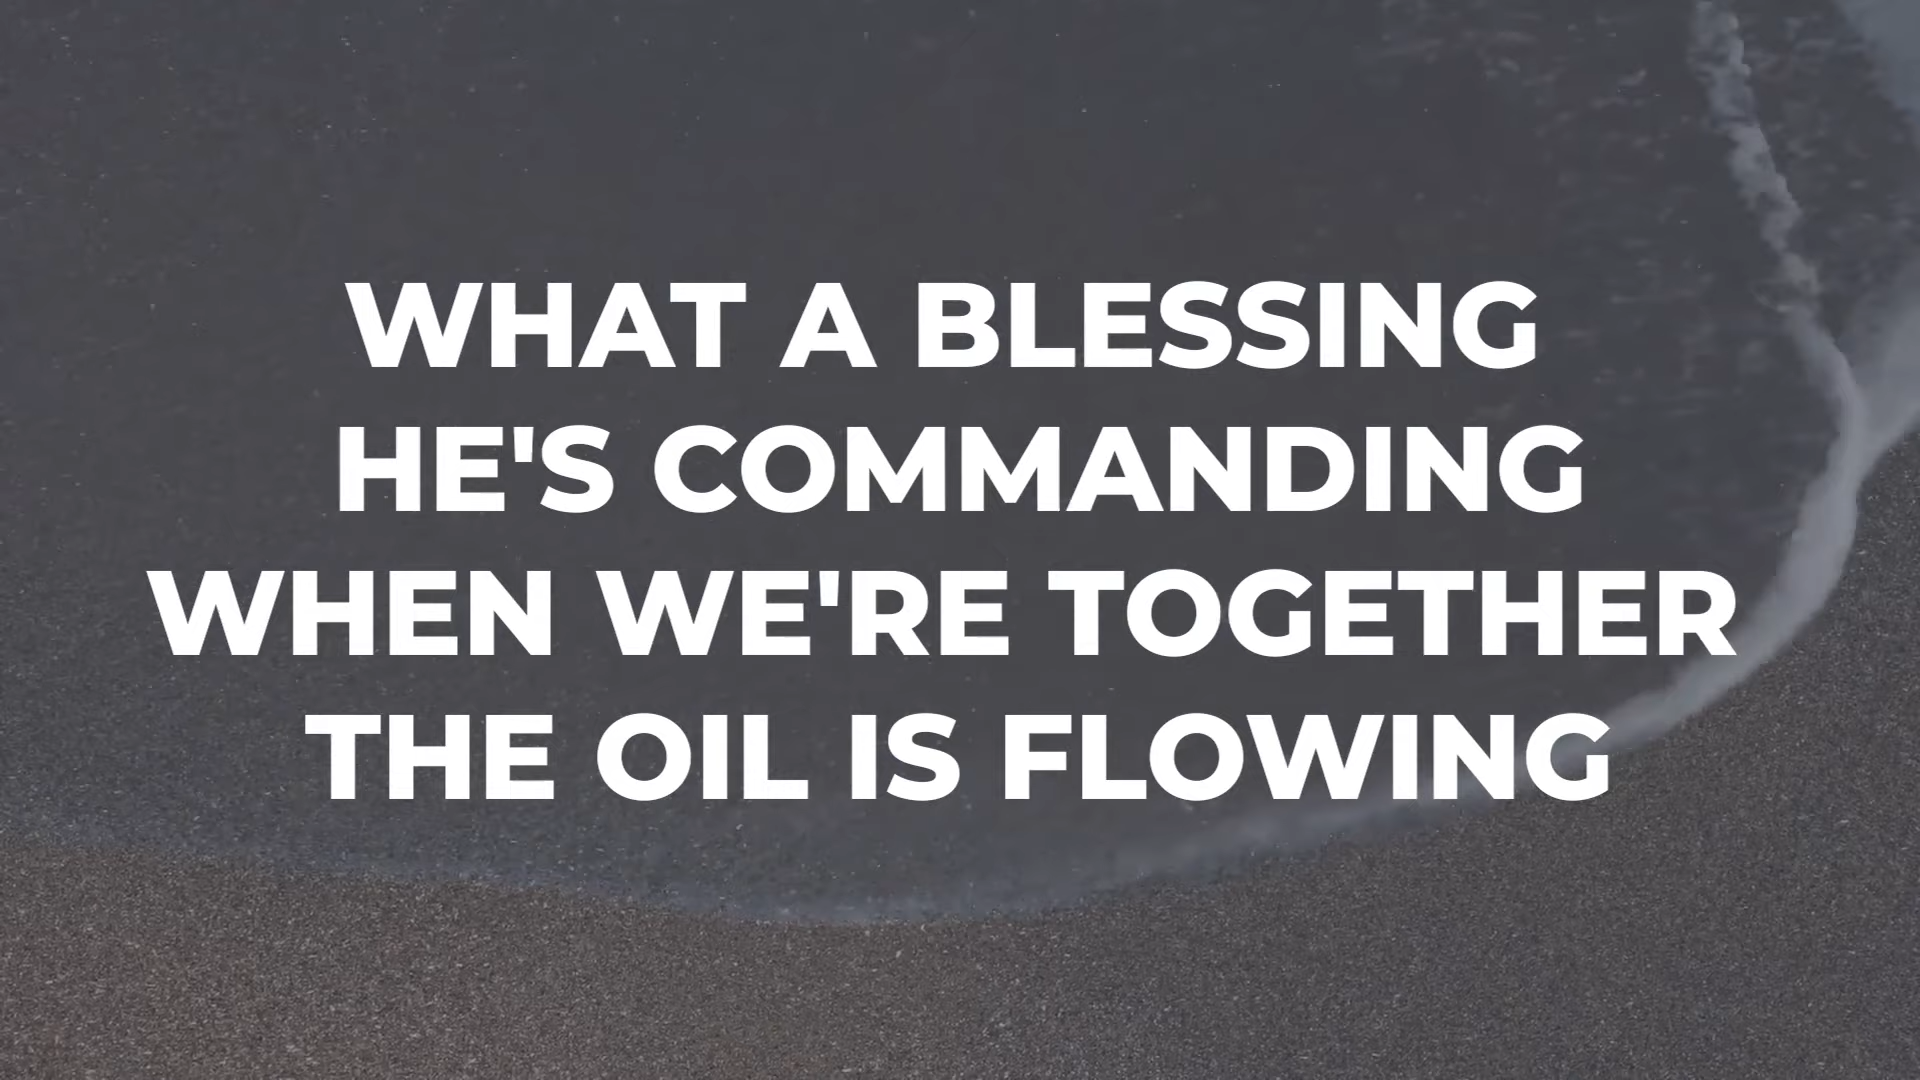 WHAT A BLESSING
HE'S COMMANDING
WHEN WE'RE TOGETHER
THE OIL IS FLOWING